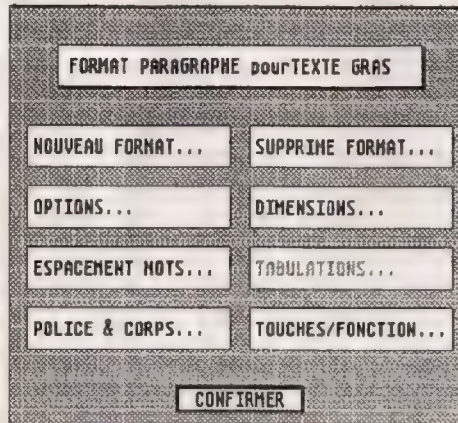 FORMAT PARAGRAPHE pourTEXTE GRAS
NOUVEAU FORMAT...
SUPPRIME FORMAT...
OPTIONS...
DIMENSIONS...
ESPACEMENT MOTS...
TABULATIONS...
POLICE & CORPS...
TOUCHES/FONCTION...
CONFIRMER